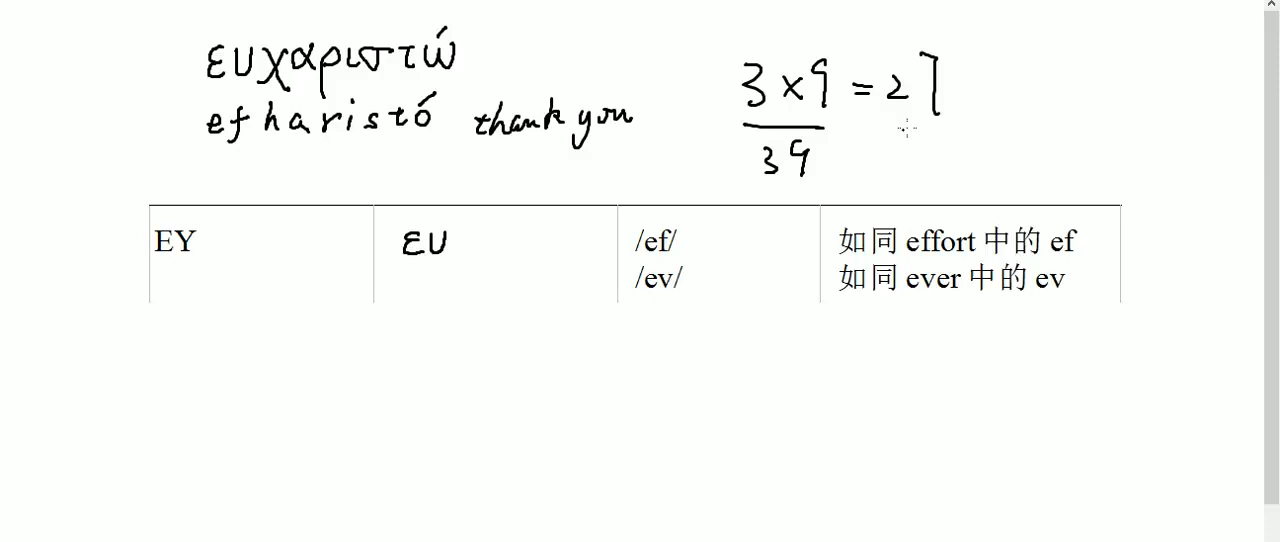 ευχαριστώ
efharistó thank you
3 x 9 = 27
39
EY ευ /ef/ 如同 effort 中的 ef
/ev/ 如同 ever 中的 ev